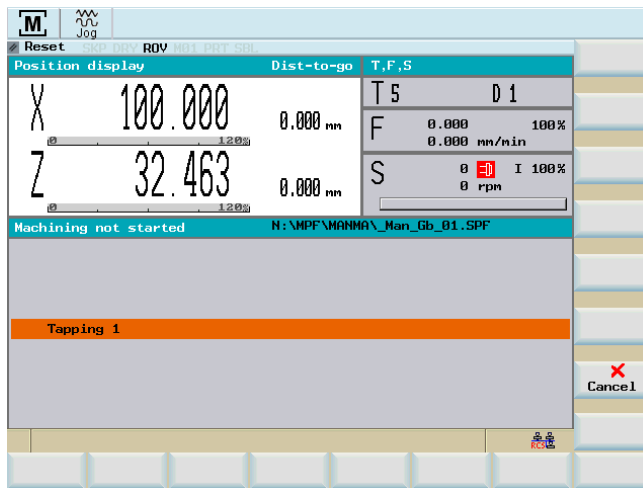 M
Jog
Reset SKP DRY ROV M01 PRT SBL
Position display Dist-to-go T,F,S
X 100.000 0.000 mm T 5 D 1
0 120%
F 0.000 100%
0.000 mm/min
Z 32.463 0.000 mm S 0 I 100%
0 rpm
0 120%
Machining not started N:\MPF\MANMA\_Man_Gb_01.SPF
Tapping 1
Cancel
RCS